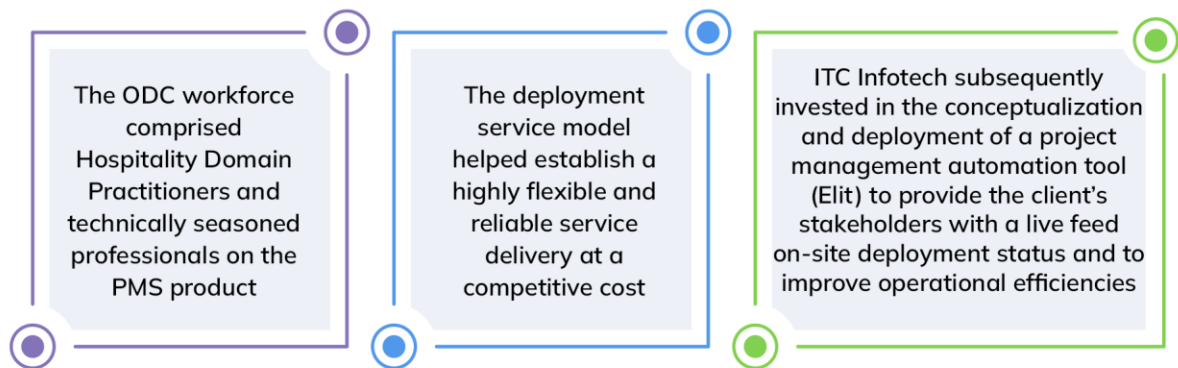 The ODC workforce
comprised
Hospitality Domain
Practitioners and
technically seasoned
professionals on the
PMS product
The deployment
service model
helped establish a
highly flexible and
reliable service
delivery at a
competitive cost
ITC Infotech subsequently
invested in the conceptualization
and deployment of a project
management automation tool
(Elit) to provide the client’s
stakeholders with a live feed
on-site deployment status and to
improve operational efficiencies